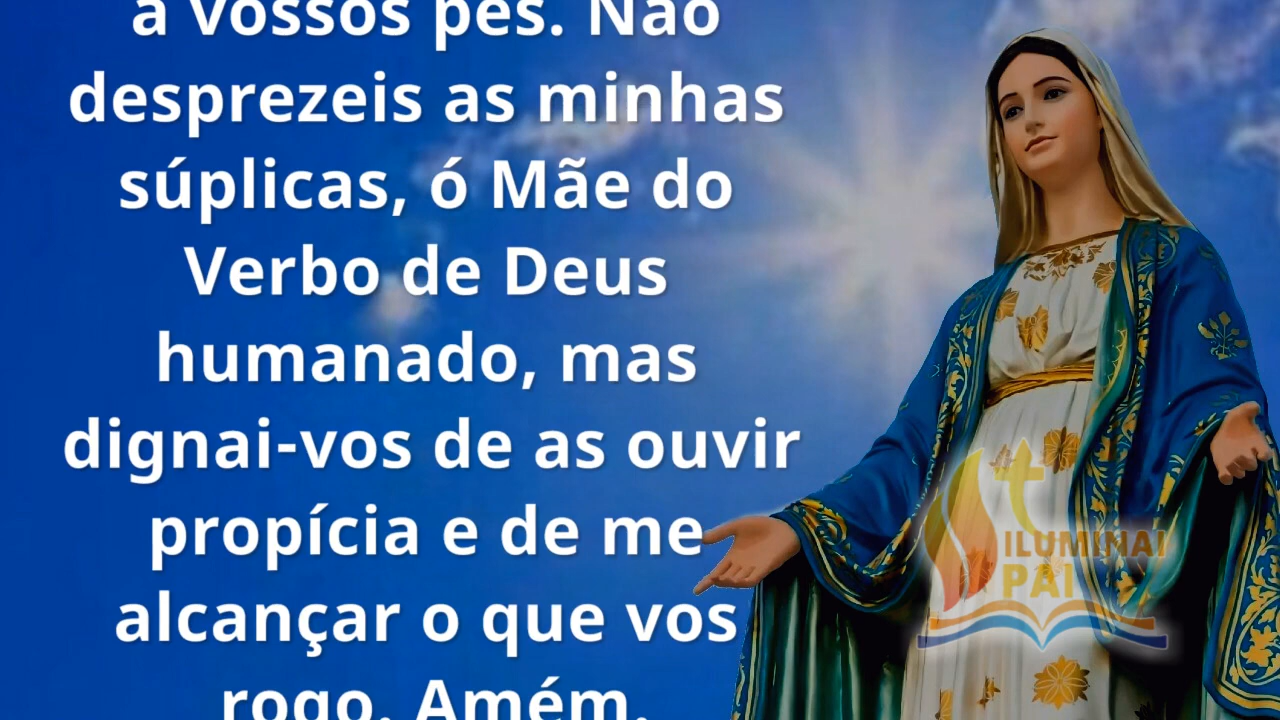 a vossos pés. Não
desprezeis as minhas
súplicas, ó Mãe do
Verbo de Deus
humanado, mas
dignai-vos de as ouvir
propícia e de me
alcançar o que vos
rogo. Amém.
ILUMINAI
PAI